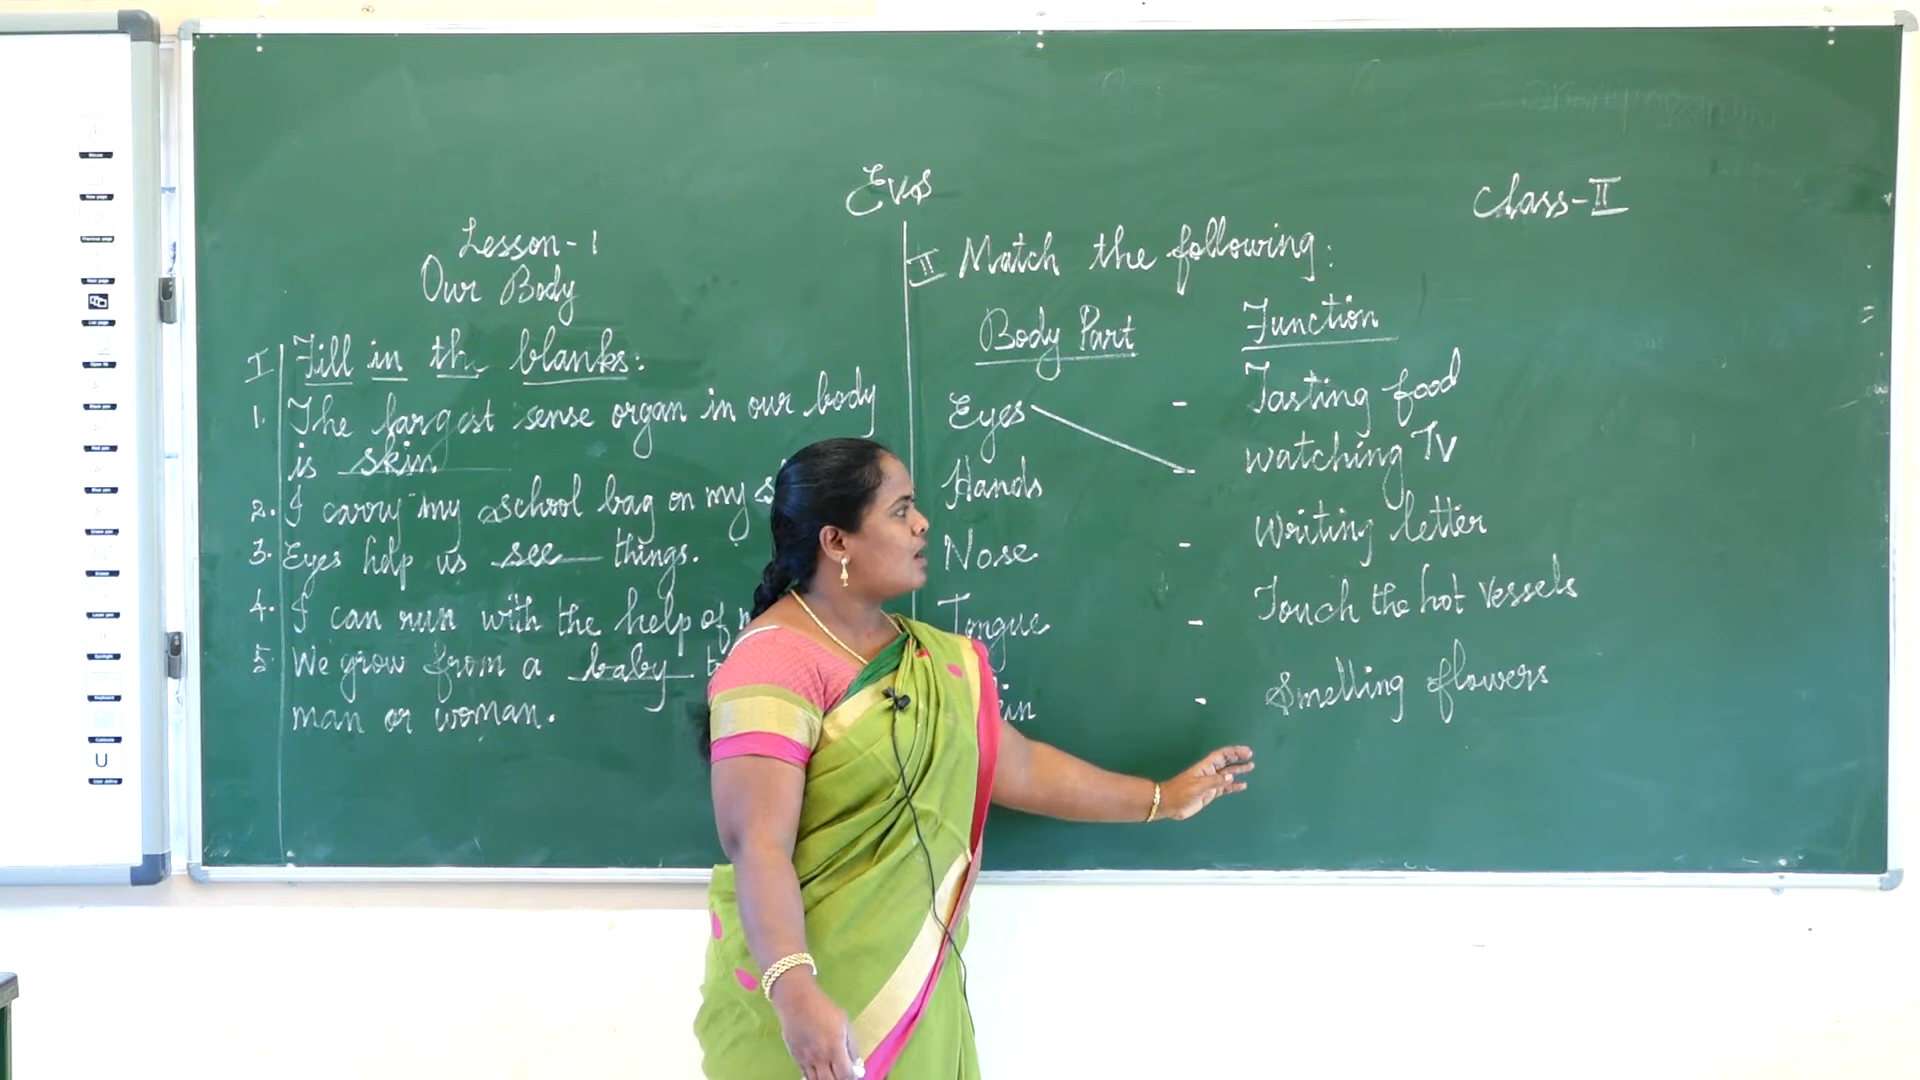 EVS
Class-II
Lesson-1
Our Body
I Fill in the blanks:
1. The largest sense organ in our body
is skin
2. I carry my school bag on my
3. Eyes help us see things.
4. I can run with the help of
5. We grow from a baby
man or woman.
II Match the following:
Body Part Function
Eyes - Tasting food
Hands - Watching TV
Nose - Writing letter
Tongue - Touch the hot vessels
- Smelling flowers